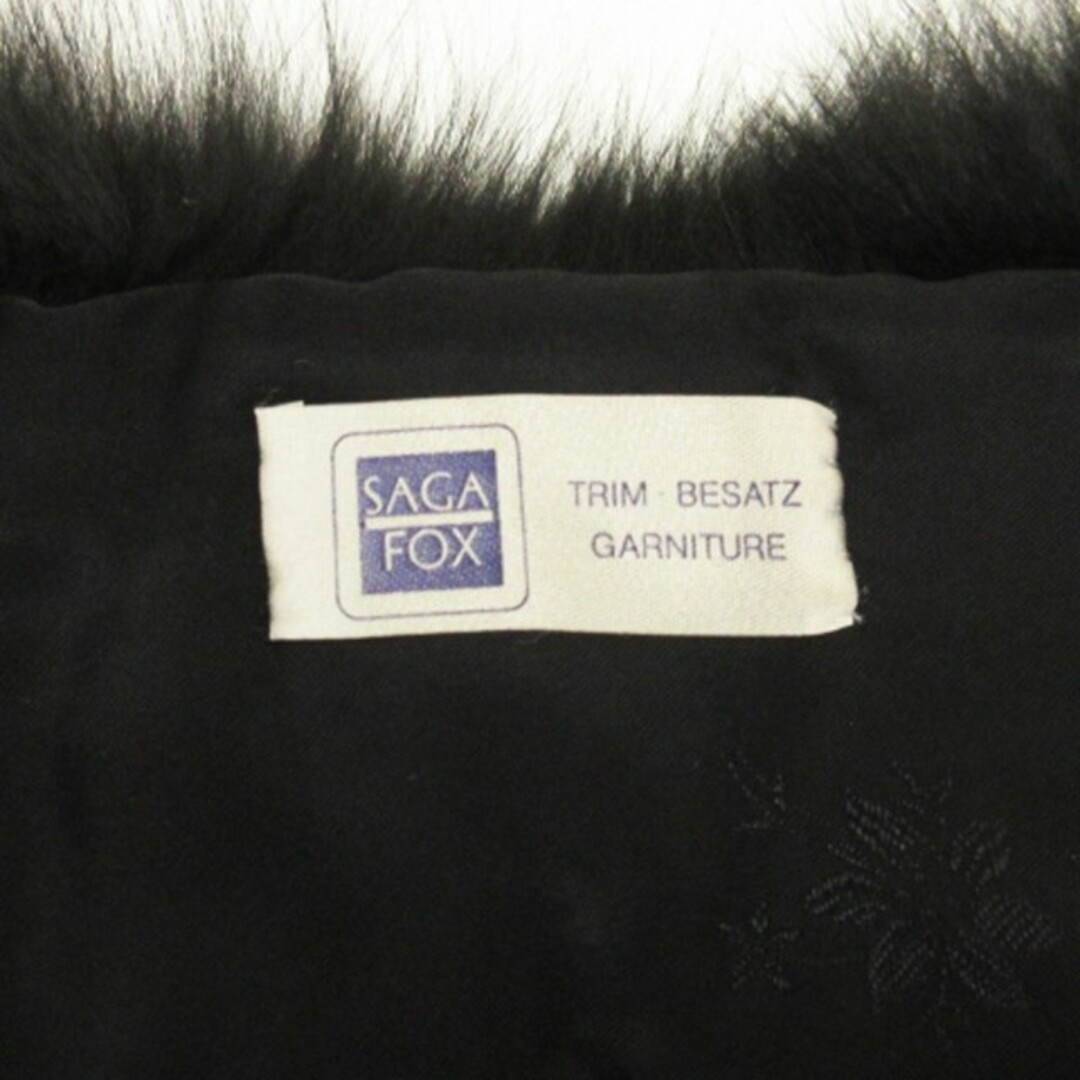 SAGA
FOX
TRIM · BESATZ
GARNITURE